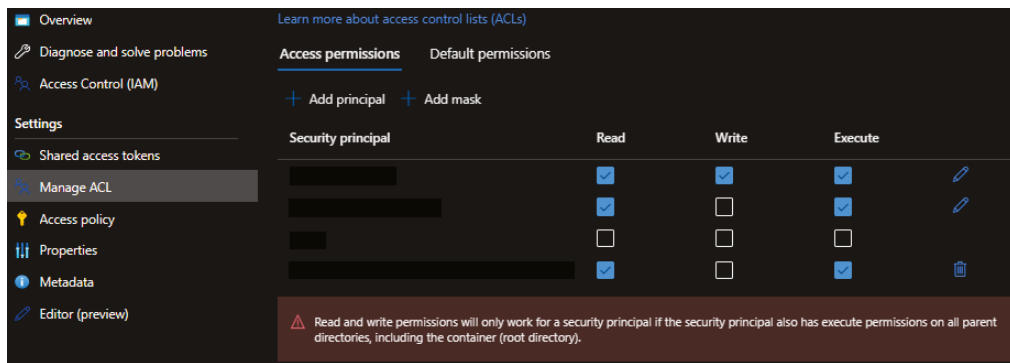 Overview
Diagnose and solve problems
Access Control (IAM)
Settings
Shared access tokens
Manage ACL
Access policy
Properties
Metadata
Editor (preview)
Learn more about access control lists (ACLs)
Access permissions Default permissions
Add principal Add mask
Security principal Read Write Execute
Read and write permissions will only work for a security principal if the security principal also has execute permissions on all parent
directories, including the container (root directory).